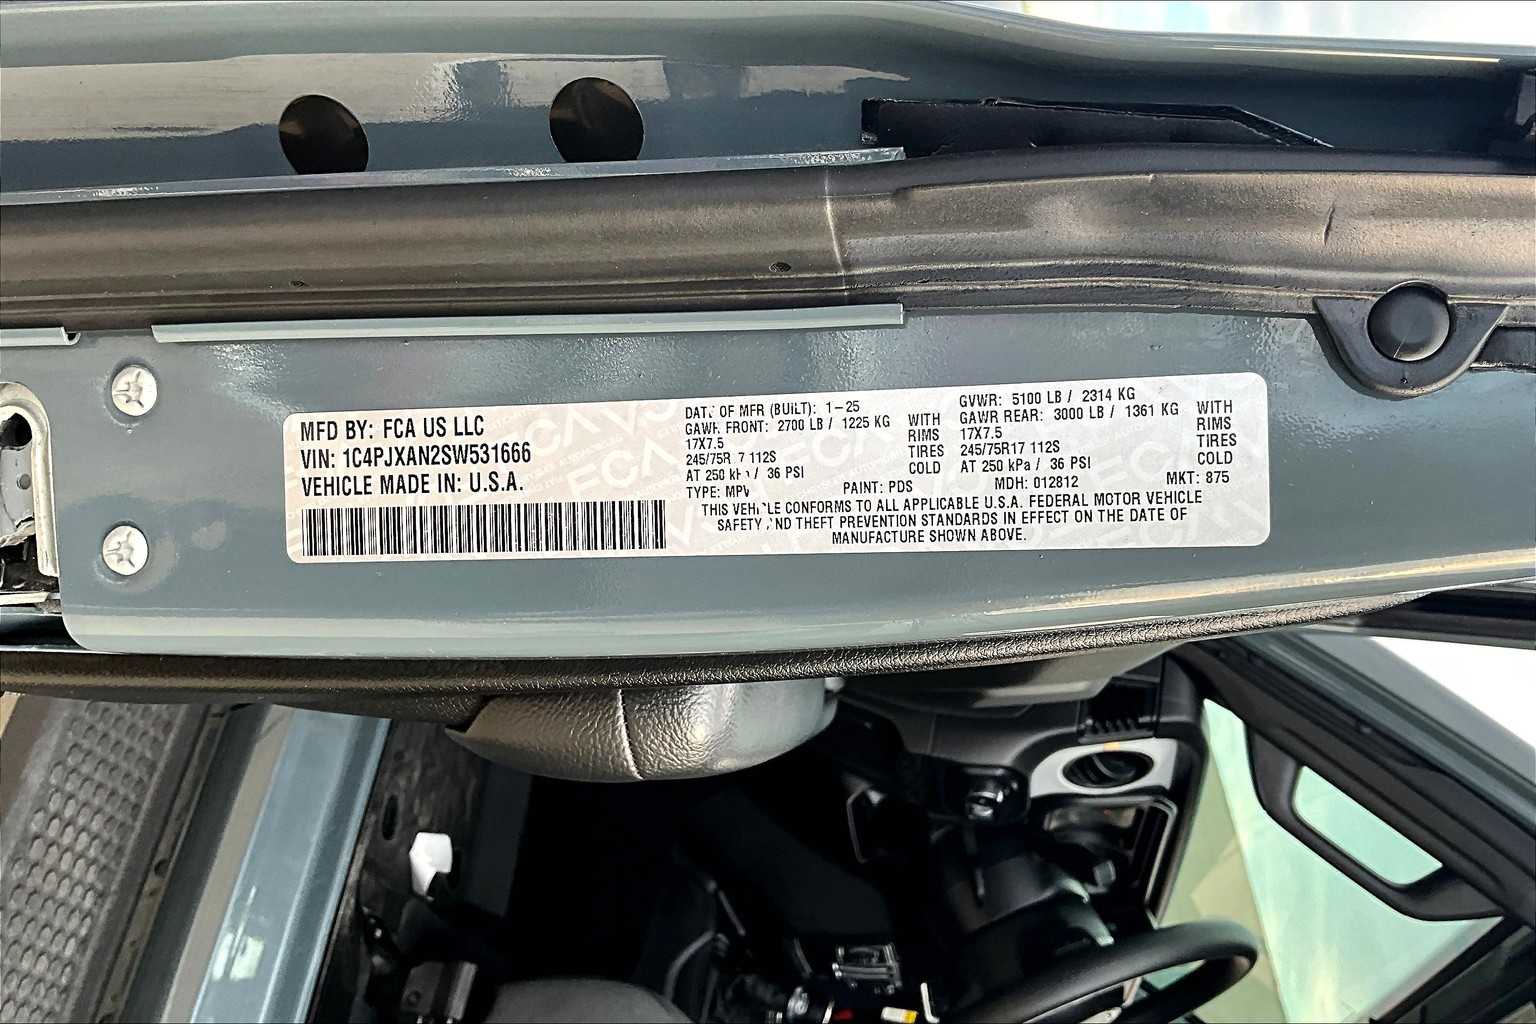 MFD BY: FCA US LLC
VIN: 1C4PJXAN2SW531666
VEHICLE MADE IN: U.S.A.
DATE OF MFR (BUILT): 1-25
GAWR FRONT: 2700 LB / 1225 KG
17X7.5
245/75R17 112S
AT 250 kPa / 36 PSI
WITH
RIMS
TIRES
COLD
GVWR: 5100 LB / 2314 KG
GAWR REAR: 3000 LB / 1361 KG
17X7.5
245/75R17 112S
AT 250 kPa / 36 PSI
WITH
RIMS
TIRES
COLD
TYPE: MPV PAINT: PDS MDH: 012812 MKT: 875
THIS VEHICLE CONFORMS TO ALL APPLICABLE U.S.A. FEDERAL MOTOR VEHICLE
SAFETY AND THEFT PREVENTION STANDARDS IN EFFECT ON THE DATE OF
MANUFACTURE SHOWN ABOVE.